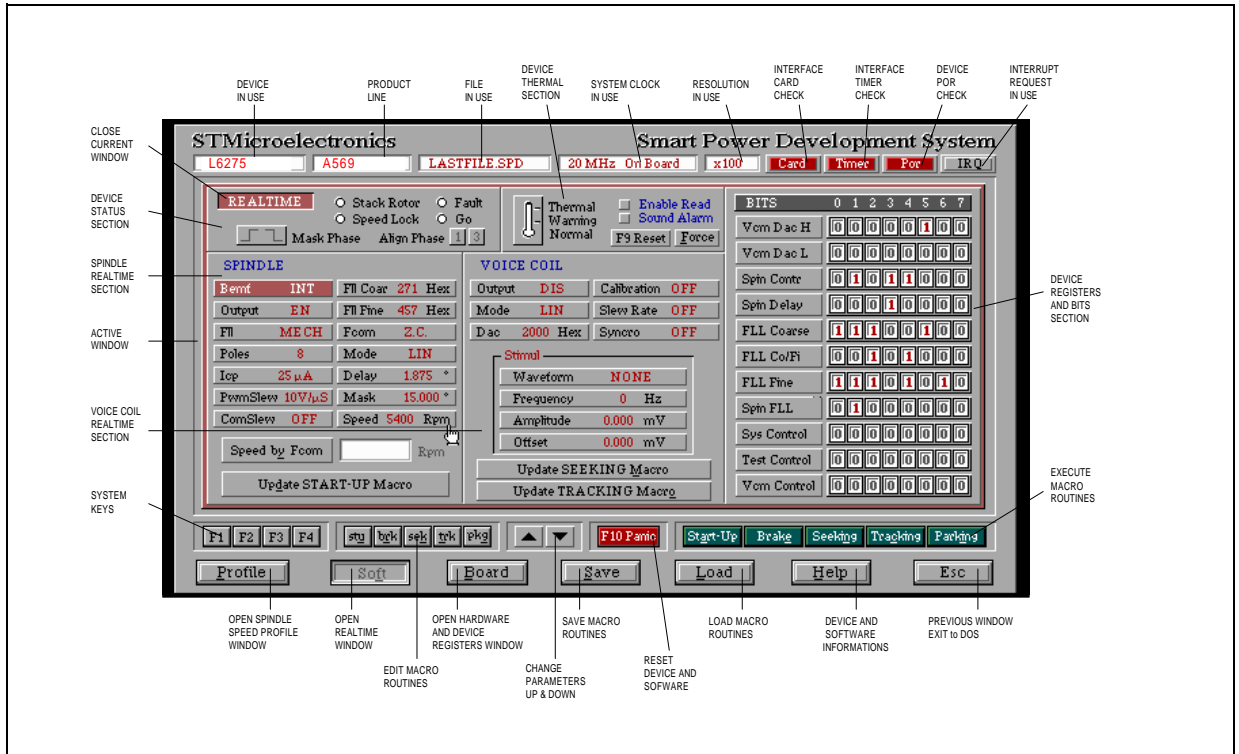 DEVICE IN USE
PRODUCT LINE
FILE IN USE
DEVICE THERMAL SECTION
SYSTEM CLOCK IN USE
RESOLUTION IN USE
INTERFACE CARD CHECK
INTERFACE TIMER CHECK
DEVICE POR CHECK
INTERRUPT REQUEST IN USE
CLOSE CURRENT WINDOW
DEVICE STATUS SECTION
SPINDLE REALTIME SECTION
ACTIVE WINDOW
VOICE COIL REALTIME SECTION
SYSTEM KEYS
STMicroelectronics Smart Power Development System
L6275 A569 LASTFILE.SPD 20 MHz On Board x100 Card Timer Por IRQ
REALTIME
Stack Rotor Fault
Speed Lock Go
Mask Phase Align Phase 1 3
Thermal Warning Normal
Enable Read
Sound Alarm
F9 Reset Force
SPINDLE
Bemf INT Fll Coar 271 Hex
Output EN Fll Fine 457 Hex
Fll MECH Fcom Z.C.
Poles 8 Mode LIN
Icp 25 µA Delay 1.875 °
PwmSlew 10V/µS Mask 15.000 °
ComSlew OFF Speed 5400 Rpm
Speed by Fcom Rpm
Update START-UP Macro
VOICE COIL
Output DIS Calibration OFF
Mode LIN Slew Rate OFF
Dac 2000 Hex Syncro OFF
Stimul
Waveform NONE
Frequency 0 Hz
Amplitude 0.000 mV
Offset 0.000 mV
Update SEEKING Macro
Update TRACKING Macro
BITS 0 1 2 3 4 5 6 7
Vcm Dac H 0 0 0 0 0 1 0 0
Vcm Dac L 0 0 0 0 0 0 0 0
Spin Contr 0 1 0 1 1 0 0 0
Spin Delay 0 0 0 1 0 0 0 0
FLL Coarse 1 1 1 0 0 1 0 0
FLL Co/Fi 0 0 1 0 1 0 0 0
FLL Fine 1 1 1 0 1 0 1 0
Spin FLL 0 1 0 0 0 0 0 0
Sys Control 0 0 0 0 0 0 0 0
Test Control 0 0 0 0 0 0 0 0
Vcm Control 0 0 0 0 0 0 0 0
F1 F2 F3 F4 stu brk sek trk pkg F10 Panic Start-Up Brake Seeking Tracking Parking
Profile Soft Board Save Load Help Esc
DEVICE REGISTERS AND BITS SECTION
EXECUTE MACRO ROUTINES
OPEN SPINDLE SPEED PROFILE WINDOW
OPEN REALTIME WINDOW
EDIT MACRO ROUTINES
OPEN HARDWARE AND DEVICE REGISTERS WINDOW
CHANGE PARAMETERS UP & DOWN
SAVE MACRO ROUTINES
RESET DEVICE AND SOFWARE
LOAD MACRO ROUTINES
DEVICE AND SOFTWARE INFORMATIONS
PREVIOUS WINDOW EXIT to DOS